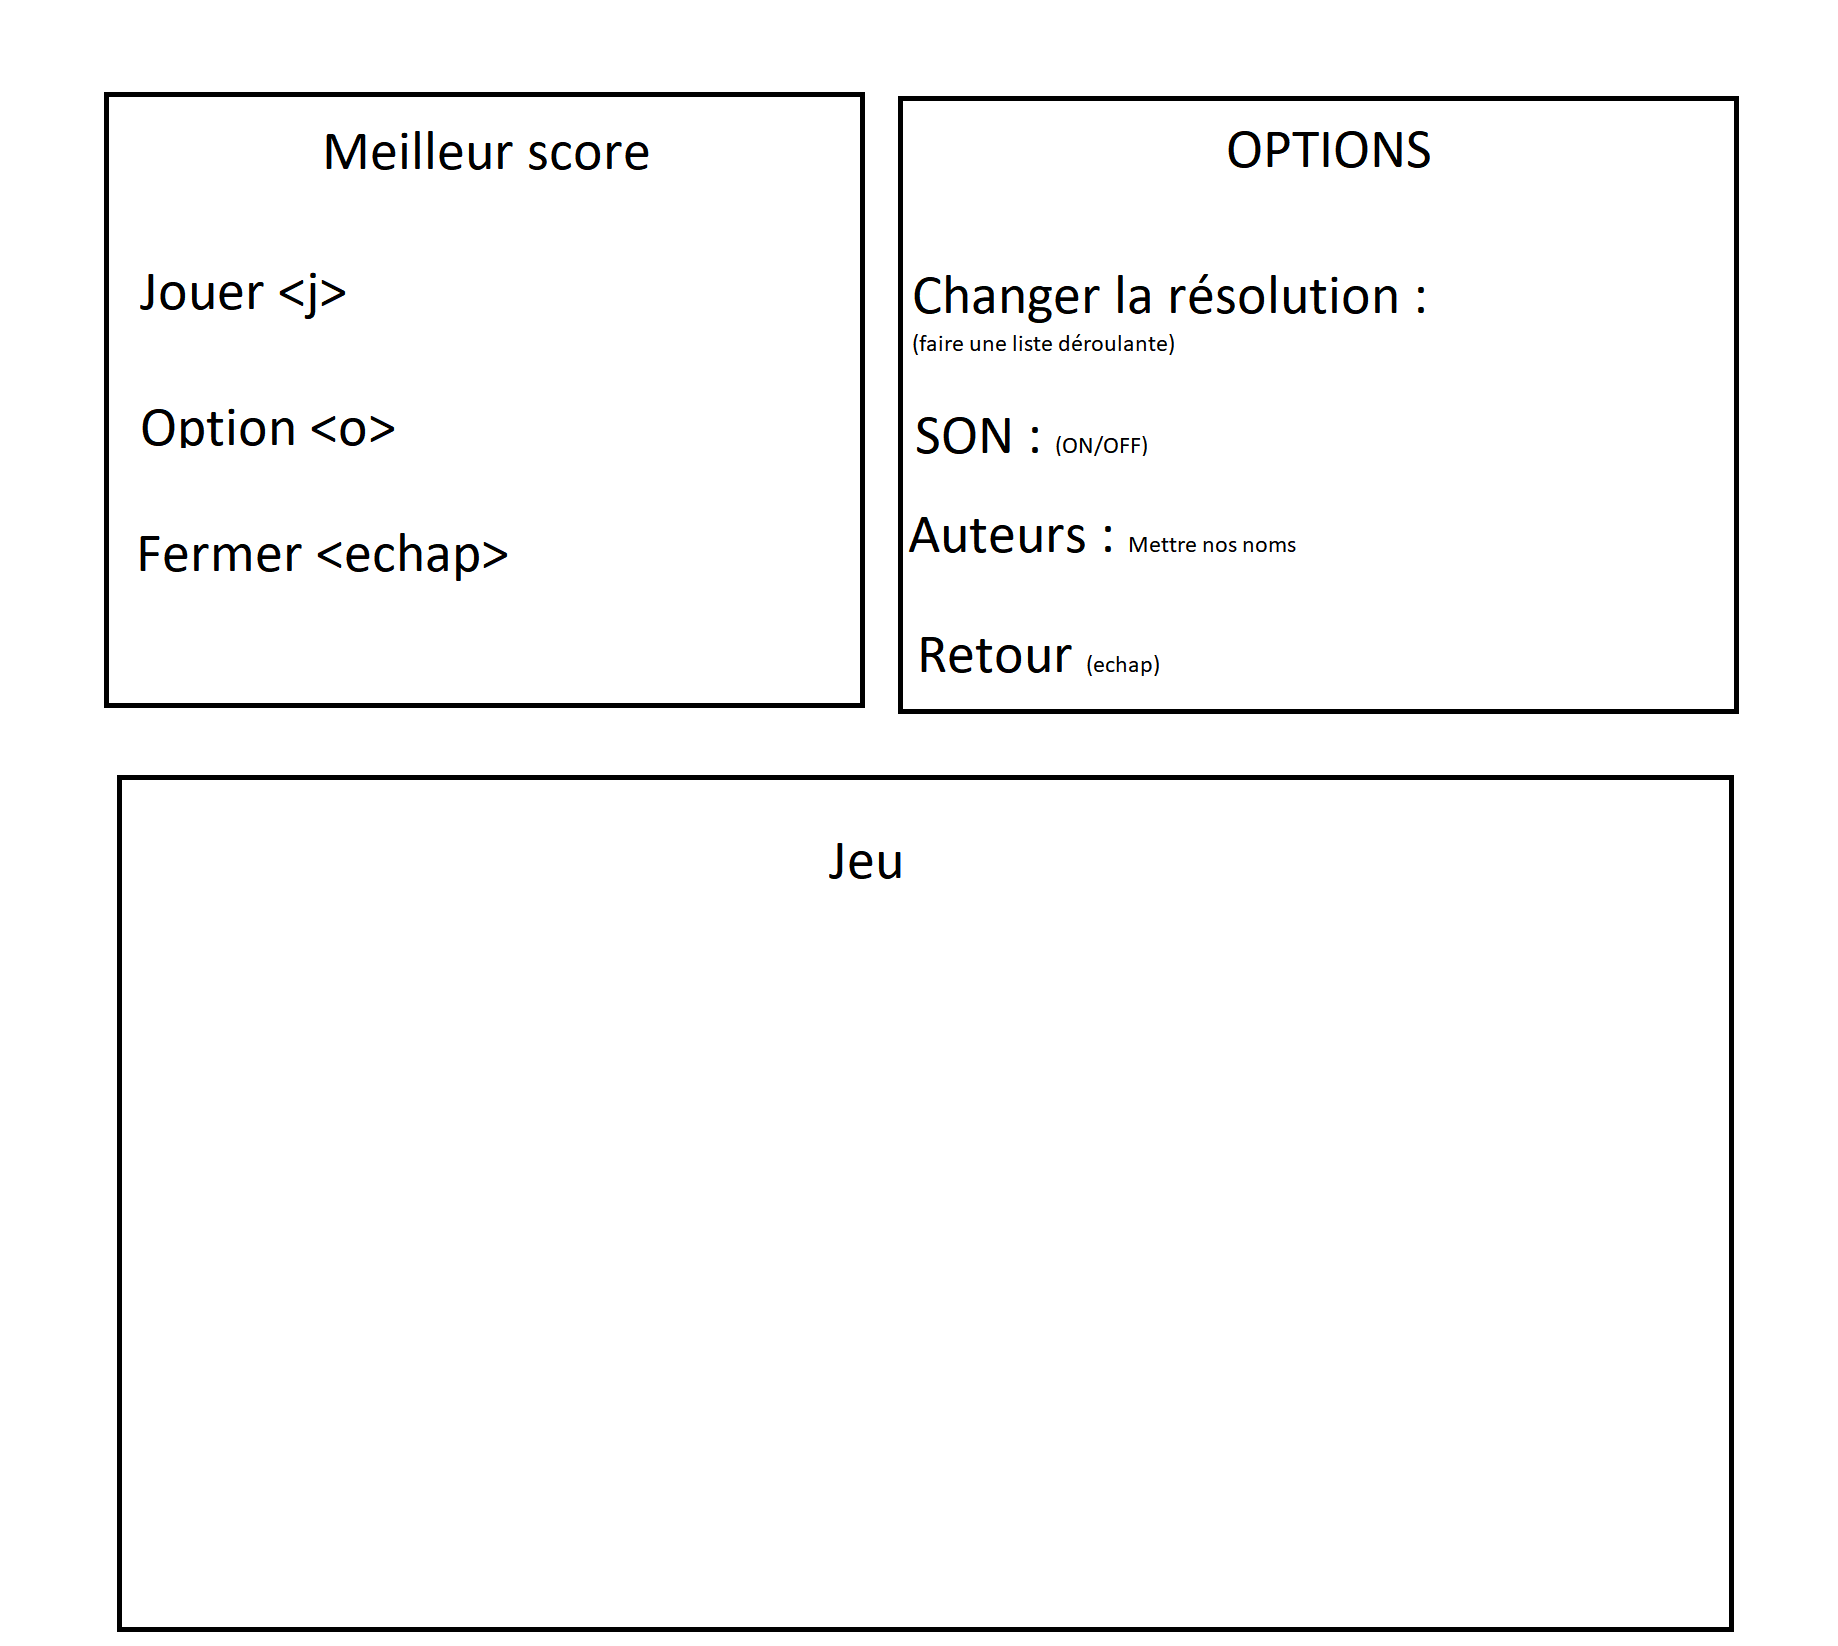 Meilleur score
Jouer <j>
Option <o>
Fermer <echap>
OPTIONS
Changer la résolution :
(faire une liste déroulante)
SON : (ON/OFF)
Auteurs : Mettre nos noms
Retour (echap)
Jeu